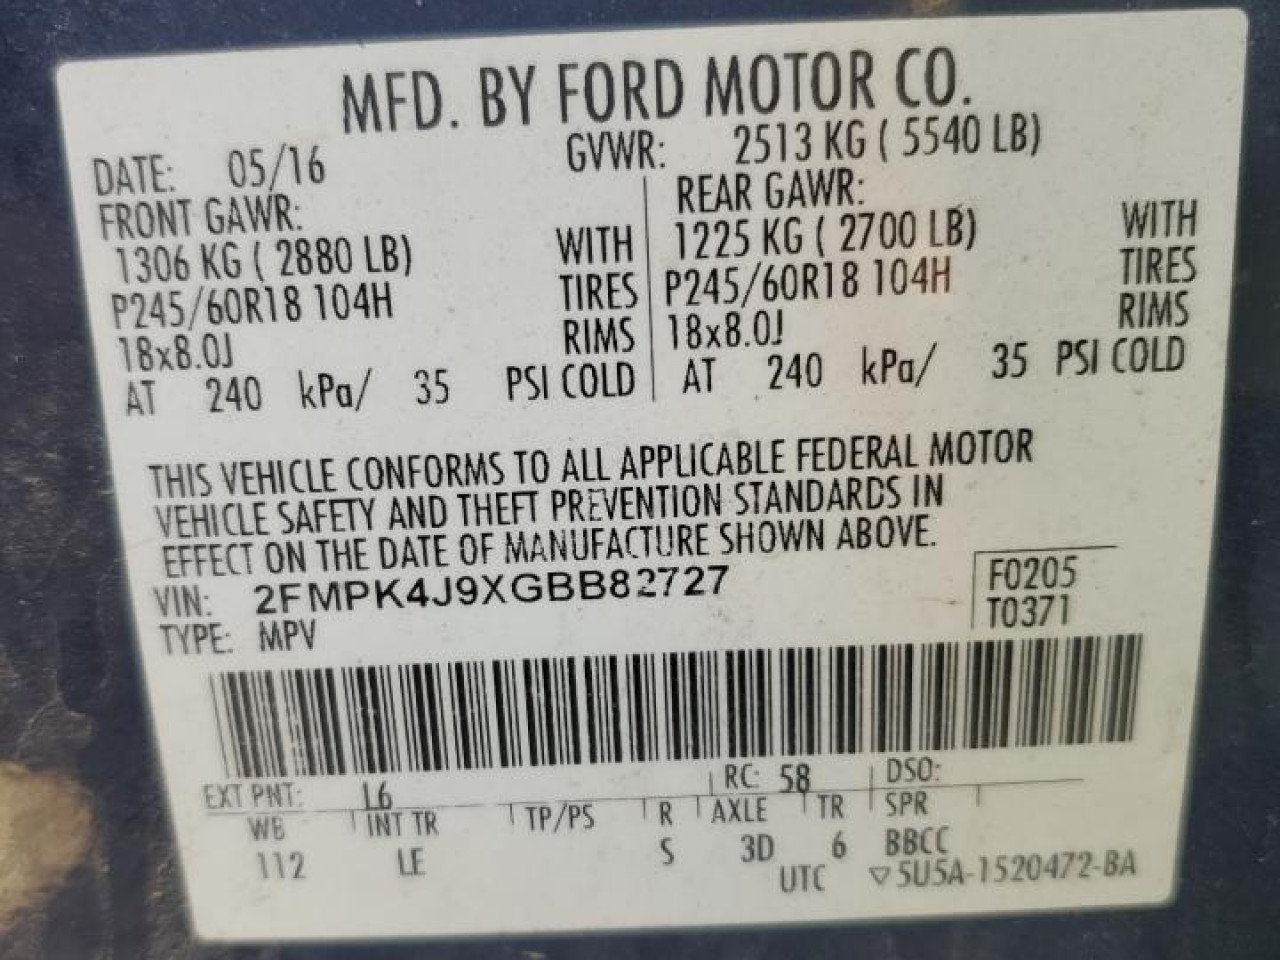 MFD. BY FORD MOTOR CO.
DATE: 05/16 GVWR: 2513 KG ( 5540 LB)
FRONT GAWR: REAR GAWR:
1306 KG ( 2880 LB) WITH 1225 KG ( 2700 LB) WITH
P245/60R18 104H TIRES P245/60R18 104H TIRES
18x8.0J RIMS 18x8.0J RIMS
AT 240 kPa/ 35 PSI COLD AT 240 kPa/ 35 PSI COLD
THIS VEHICLE CONFORMS TO ALL APPLICABLE FEDERAL MOTOR
VEHICLE SAFETY AND THEFT PREVENTION STANDARDS IN
EFFECT ON THE DATE OF MANUFACTURE SHOWN ABOVE.
VIN: 2FMPK4J9XGBB82727 F0205
TYPE: MPV T0371
EXT PNT: L6 RC: 58 DSO:
WB INT TR TP/PS R AXLE TR SPR
112 LE S 3D 6 BBCC
UTC ▽5U5A-1520472-BA